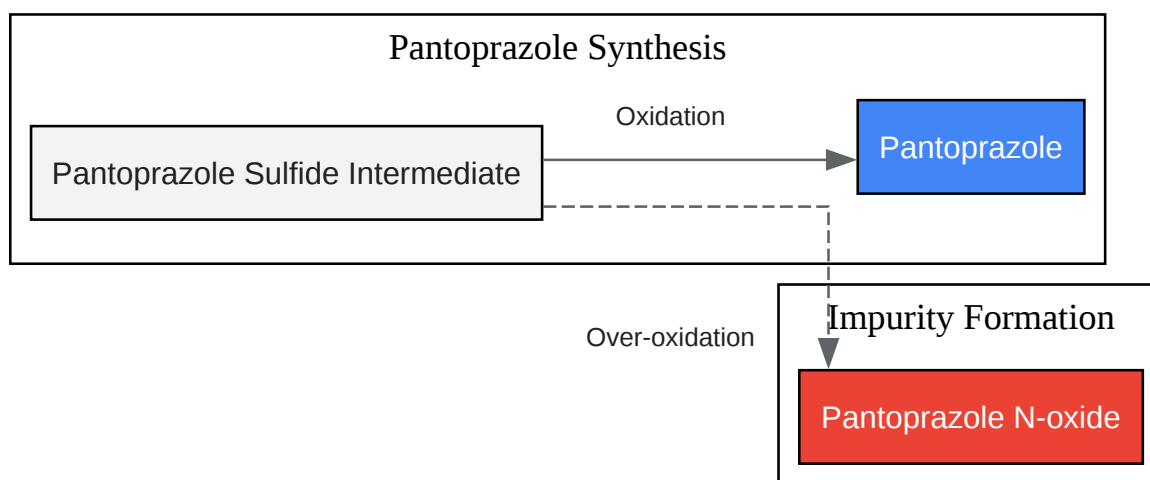 Pantoprazole Synthesis
Oxidation
Pantoprazole
Pantoprazole Sulfide Intermediate
Impurity Formation
Over-oxidation
Pantoprazole N-oxide